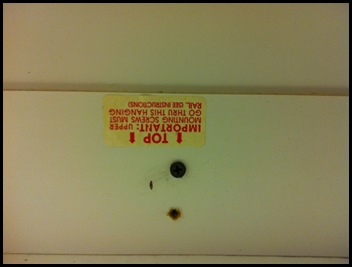 ⬆ TOP ⬆
IMPORTANT: UPPER
MOUNTING SCREWS MUST
GO THRU THIS HANGING
RAIL. (SEE INSTRUCTIONS)